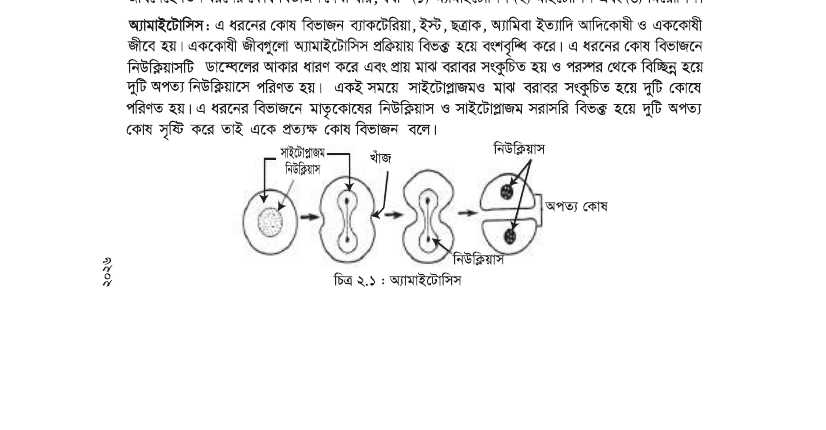 অ্যামাইটোসিস: এ ধরনের কোষ বিভাজন ব্যাকটেরিয়া, ইস্ট, ছত্রাক, অ্যামিবা ইত্যাদি আদিকোষী ও এককোষী
জীবে হয়। এককোষী জীবগুলো অ্যামাইটোসিস প্রক্রিয়ায় বিভক্ত হয়ে বংশবৃদ্ধি করে। এ ধরনের কোষ বিভাজনে
নিউক্লিয়াসটি ডাম্বেলের আকার ধারণ করে এবং প্রায় মাঝ বরাবর সংকুচিত হয় ও পরস্পর থেকে বিচ্ছিন্ন হয়ে
দুটি অপত্য নিউক্লিয়াসে পরিণত হয়। একই সময়ে সাইটোপ্লাজমও মাঝ বরাবর সংকুচিত হয়ে দুটি কোষে
পরিণত হয়। এ ধরনের বিভাজনে মাতৃকোষের নিউক্লিয়াস ও সাইটোপ্লাজম সরাসরি বিভক্ত হয়ে দুটি অপত্য
কোষ সৃষ্টি করে তাই একে প্রত্যক্ষ কোষ বিভাজন বলে।
সাইটোপ্লাজম
নিউক্লিয়াস
খাঁজ
নিউক্লিয়াস
অপত্য কোষ
নিউক্লিয়াস
চিত্র ২.১ : অ্যামাইটোসিস
২০২৬